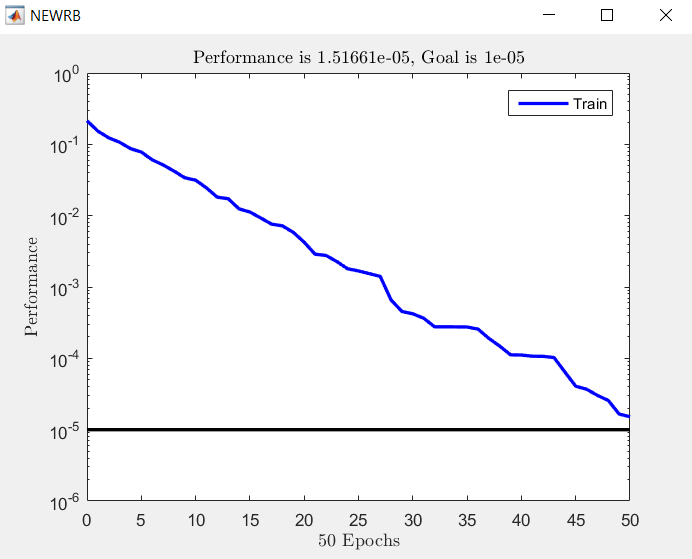 NEWRB
Performance is 1.51661e-05, Goal is 1e-05
Train
Performance
10^0
10^-1
10^-2
10^-3
10^-4
10^-5
10^-6
0 5 10 15 20 25 30 35 40 45 50
50 Epochs